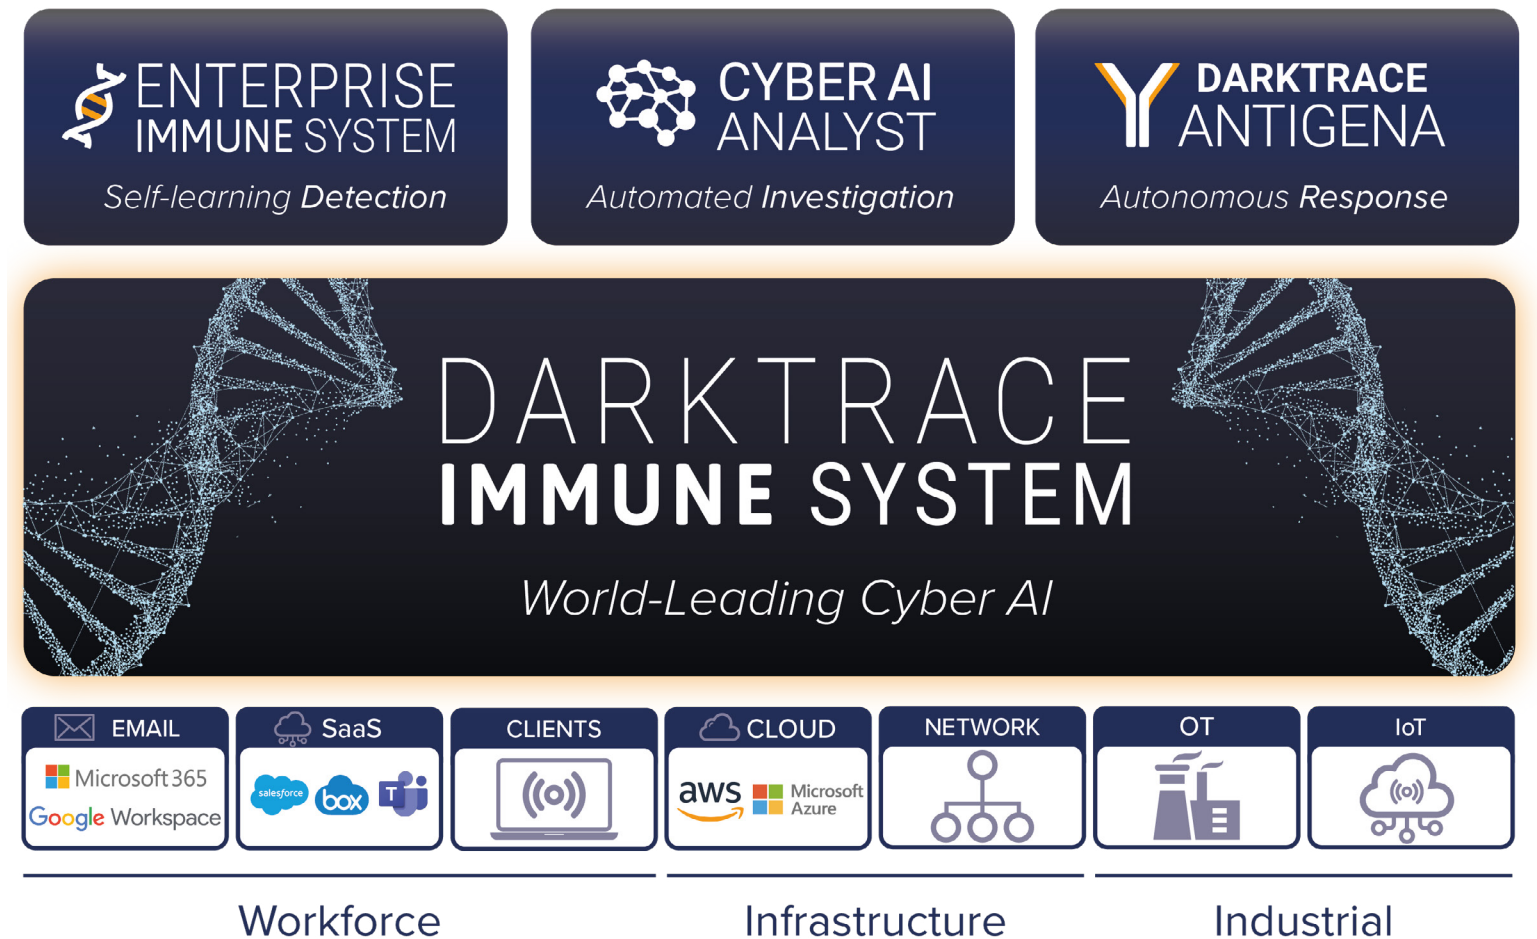 ENTERPRISE
IMMUNE SYSTEM
Self-learning Detection
CYBER AI
ANALYST
Automated Investigation
DARKTRACE
ANTIGENA
Autonomous Response
DARKTRACE
IMMUNE SYSTEM
World-Leading Cyber AI
EMAIL
Microsoft 365
Google Workspace
SaaS
salesforce
box
T
CLIENTS
CLOUD
aws
Microsoft
Azure
NETWORK
OT
IoT
Workforce
Infrastructure
Industrial